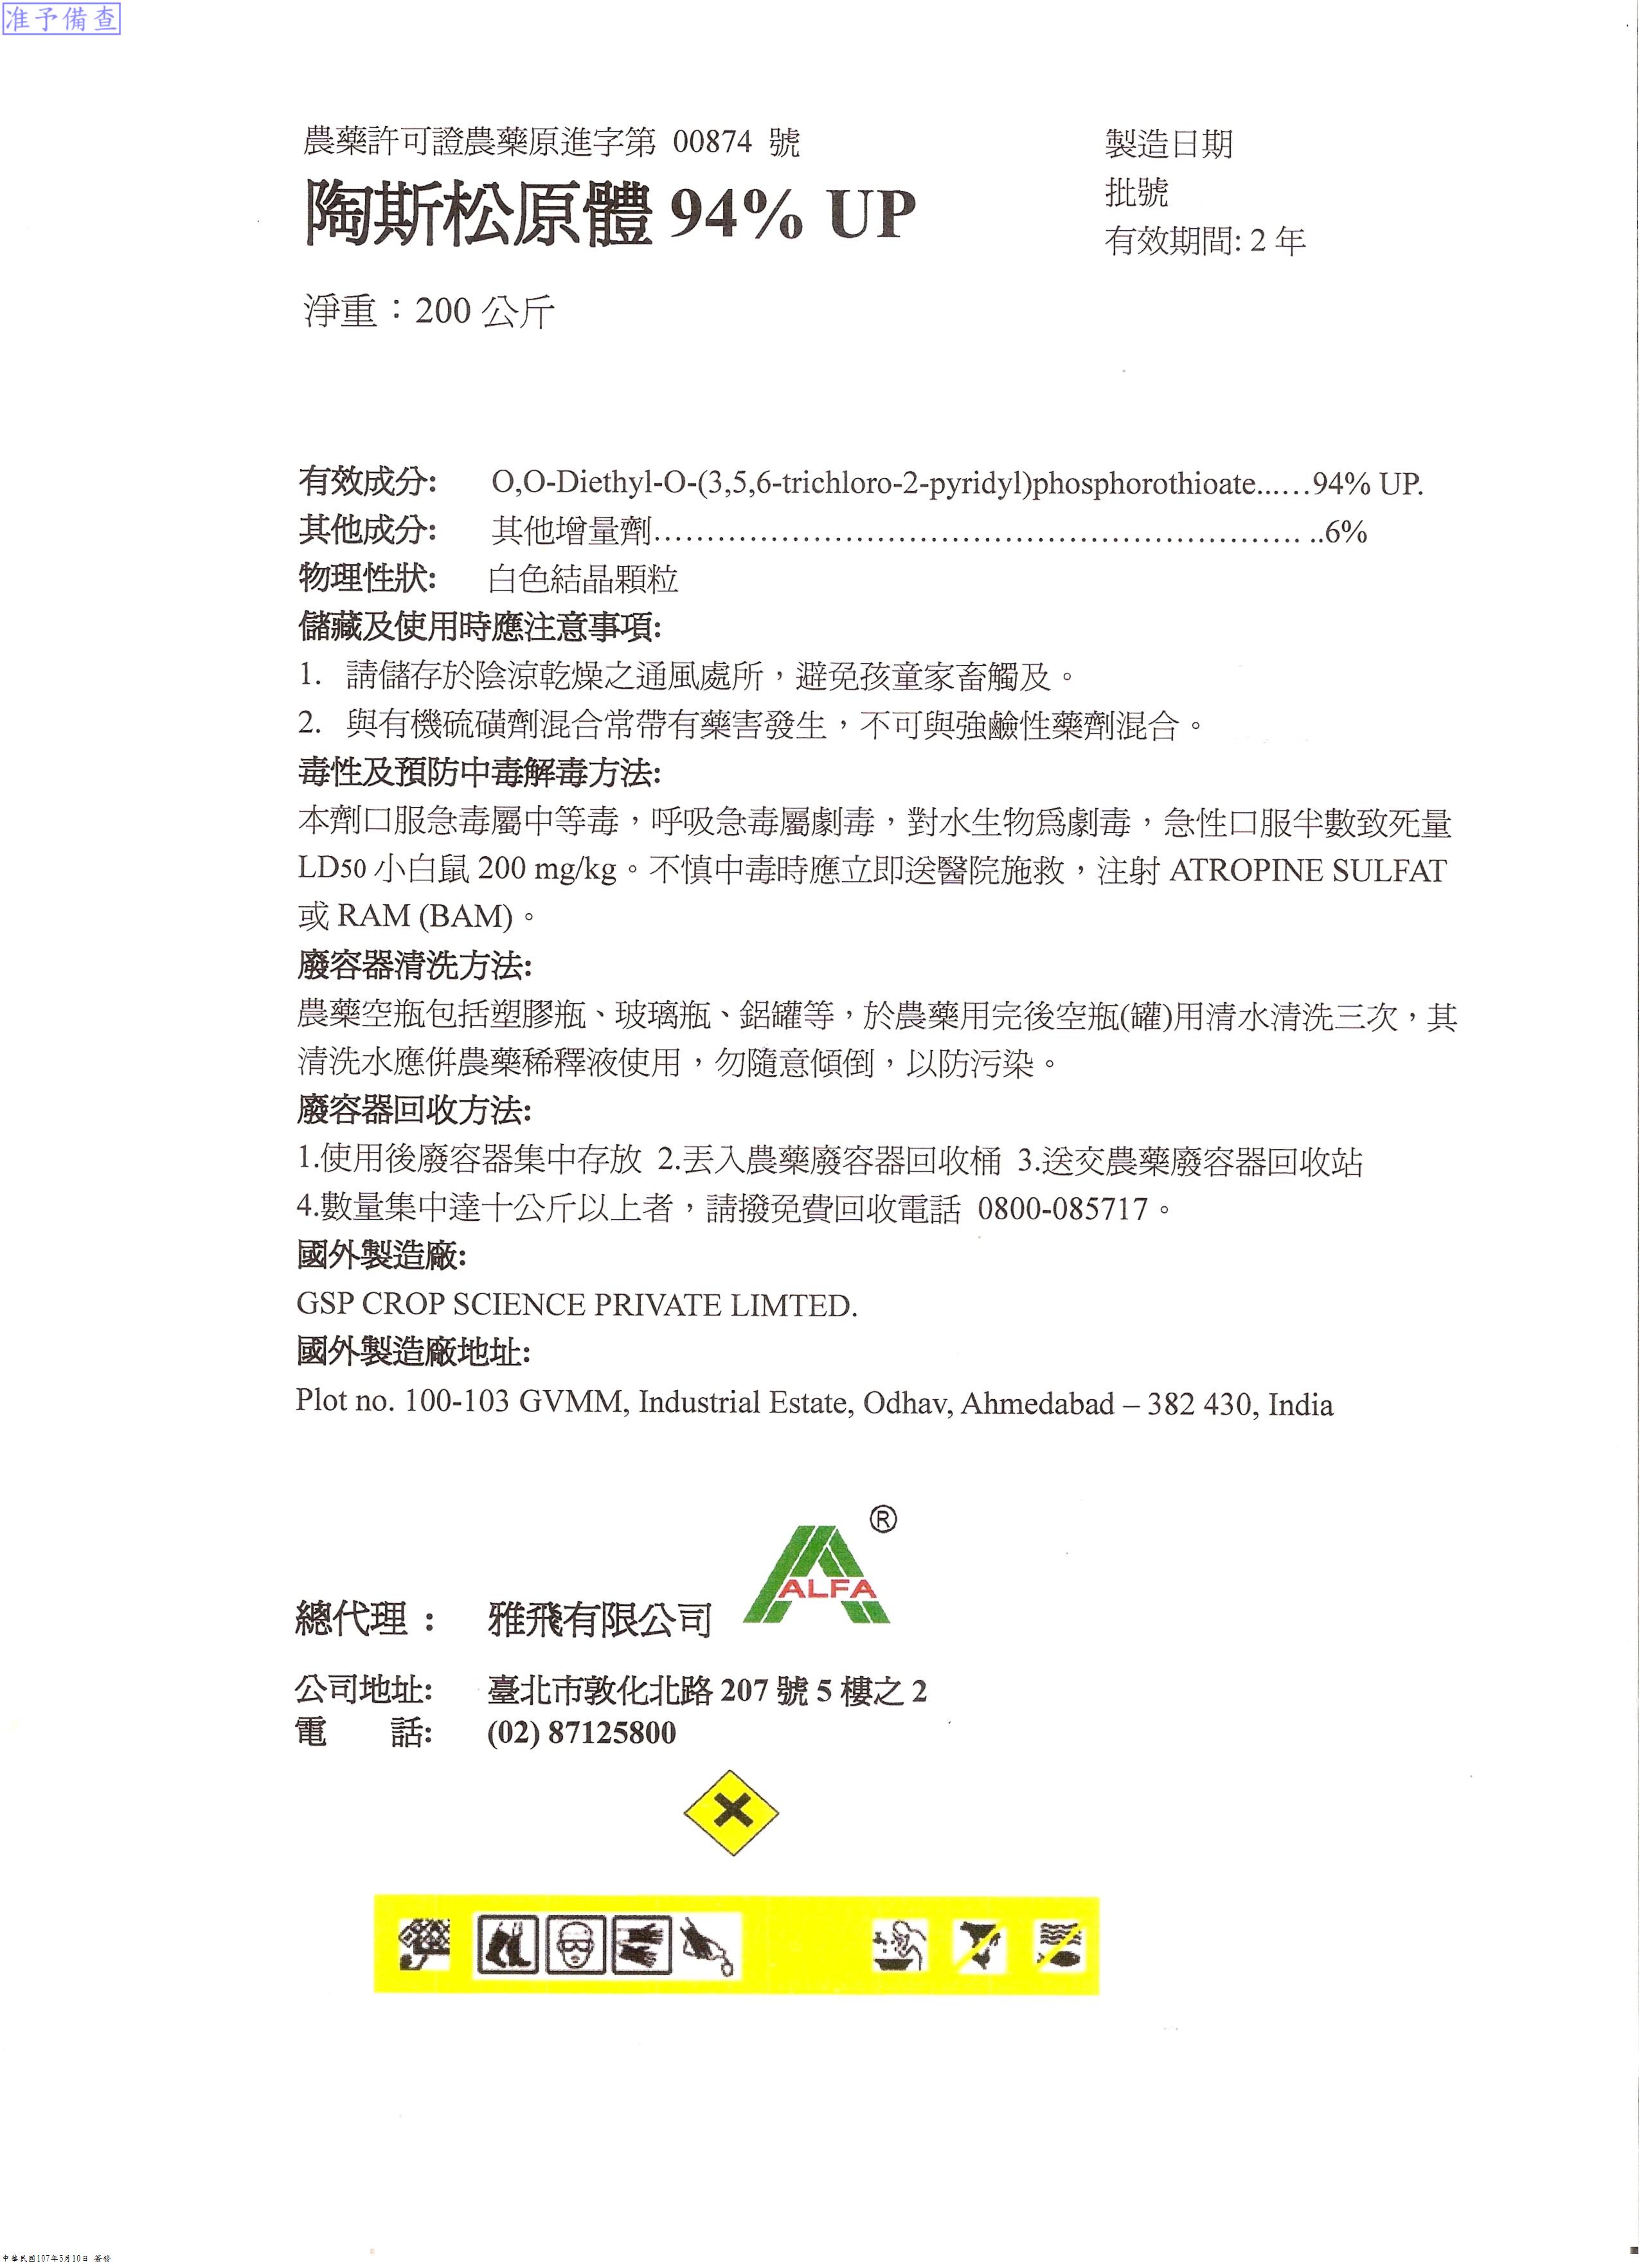 准予備查
農藥許可證農藥原進字第 00874 號
製造日期
陶斯松原體 94% UP
批號
有效期間: 2 年
淨重：200 公斤
有效成分: O,O-Diethyl-O-(3,5,6-trichloro-2-pyridyl)phosphorothioate......94% UP.
其他成分: 其他增量劑.............................................................. ..6%
物理性狀: 白色結晶顆粒
儲藏及使用時應注意事項:
1. 請儲存於陰涼乾燥之通風處所，避免孩童家畜觸及。
2. 與有機硫磺劑混合常帶有藥害發生，不可與強鹼性藥劑混合。
毒性及預防中毒解毒方法:
本劑口服急毒屬中等毒，呼吸急毒屬劇毒，對水生物為劇毒，急性口服半數致死量
LD50 小白鼠 200 mg/kg。不慎中毒時應立即送醫院施救，注射 ATROPINE SULFAT
或 RAM (BAM)。
廢容器清洗方法:
農藥空瓶包括塑膠瓶、玻璃瓶、鋁罐等，於農藥用完後空瓶(罐)用清水清洗三次，其
清洗水應併農藥稀釋液使用，勿隨意傾倒，以防污染。
廢容器回收方法:
1.使用後廢容器集中存放 2.丟入農藥廢容器回收桶 3.送交農藥廢容器回收站
4.數量集中達十公斤以上者，請撥免費回收電話 0800-085717。
國外製造廠:
GSP CROP SCIENCE PRIVATE LIMTED.
國外製造廠地址:
Plot no. 100-103 GVMM, Industrial Estate, Odhav, Ahmedabad – 382 430, India
®
ALFA
總代理： 雅飛有限公司
公司地址: 臺北市敦化北路 207 號 5 樓之 2
電 話: (02) 87125800
中華民國107年5月10日 簽發